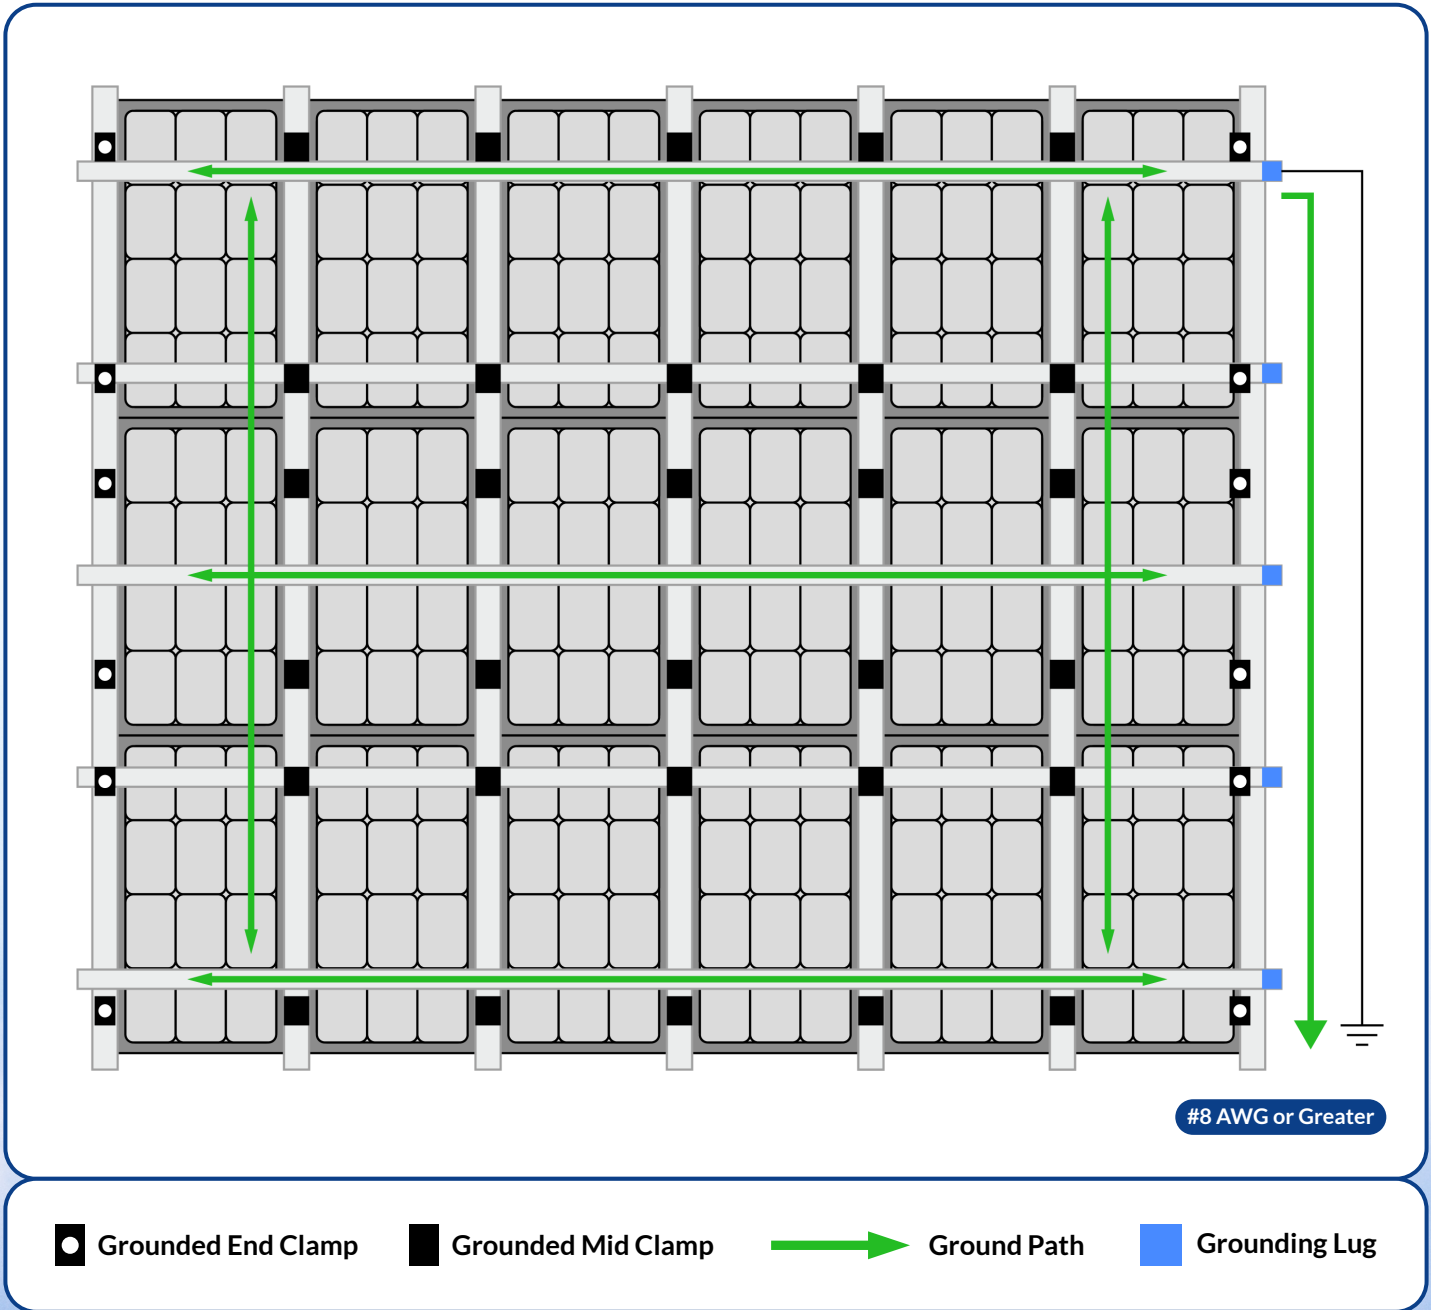 #8 AWG or Greater
Grounded End Clamp
Grounded Mid Clamp
Ground Path
Grounding Lug